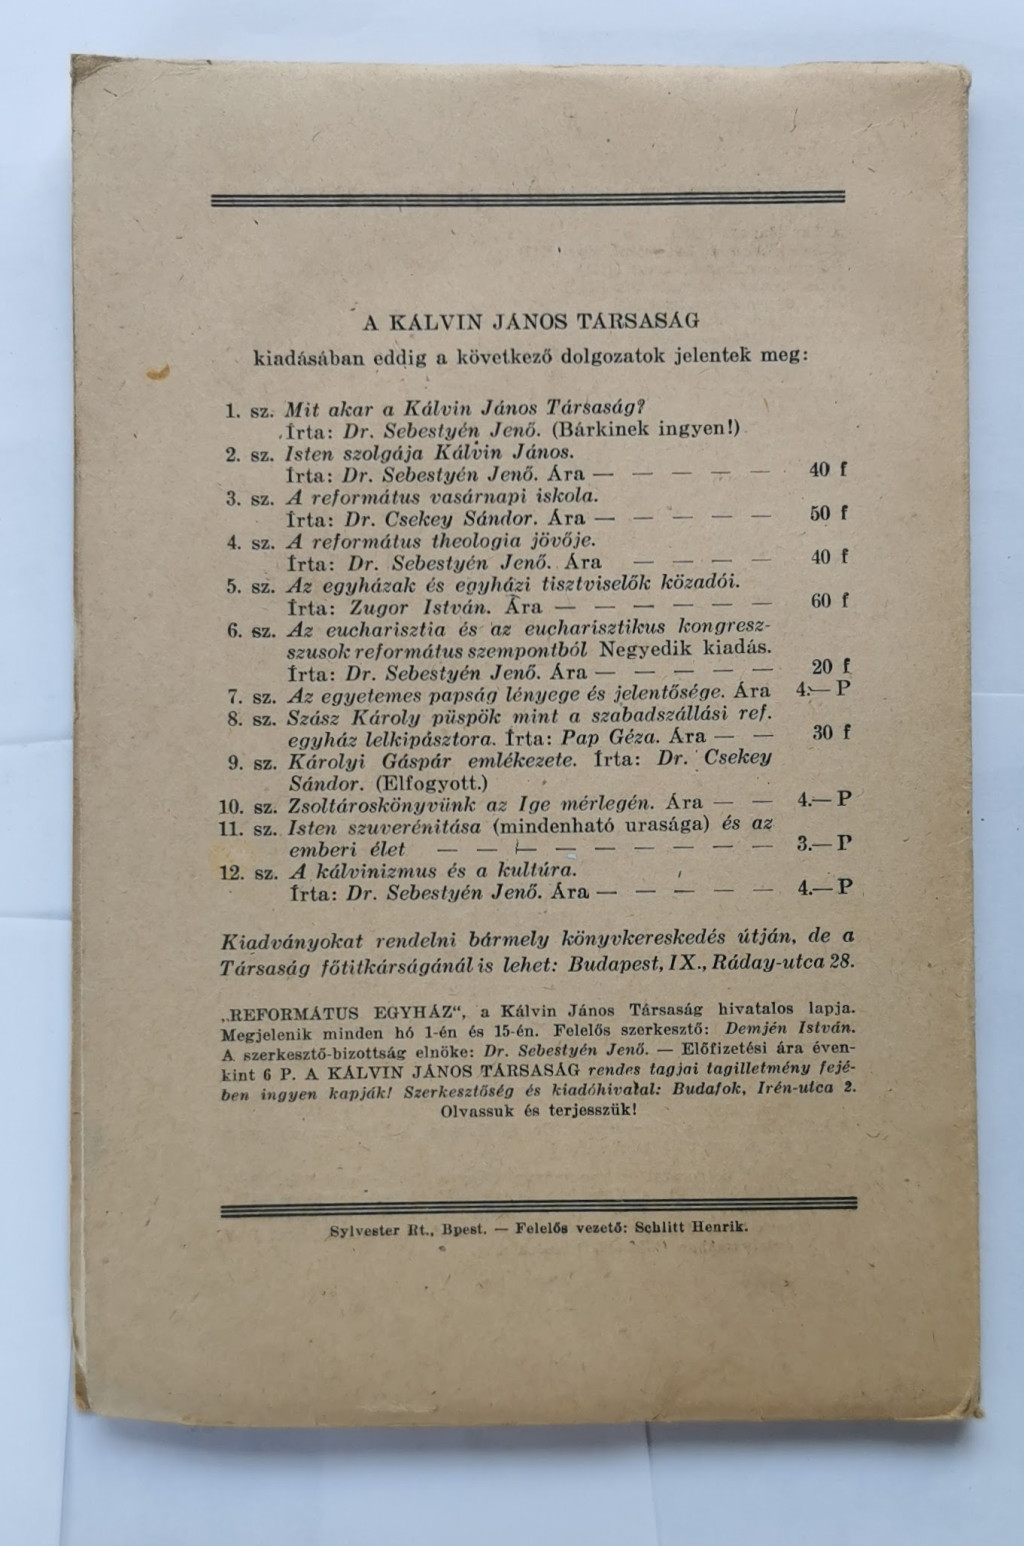 A KÁLVIN JÁNOS TÁRSASÁG
kiadásában eddig a következő dolgozatok jelentek meg:
1. sz. Mit akar a Kálvin János Társaság?
Írta: Dr. Sebestyén Jenő. (Bárkinek ingyen!)
2. sz. Isten szolgája Kálvin János.
Írta: Dr. Sebestyén Jenő. Ára — — — — — 40 f
3. sz. A református vasárnapi iskola.
Írta: Dr. Csekey Sándor. Ára — — — — — 50 f
4. sz. A református theologia jövője.
Írta: Dr. Sebestyén Jenő. Ára — — — — 40 f
5. sz. Az egyházak és egyházi tisztviselők közadói.
Írta: Zugor István. Ára — — — — — — 60 f
6. sz. Az eucharisztia és az eucharisztikus kongresz-
szusok református szempontból Negyedik kiadás.
Írta: Dr. Sebestyén Jenő. Ára — — — — — 20 f
7. sz. Az egyetemes papság lényege és jelentősége. Ára 4.— P
8. sz. Szász Károly püspök mint a szabadszállási ref.
egyház lelkipásztora. Írta: Pap Géza. Ára — — 30 f
9. sz. Károlyi Gáspár emlékezete. Írta: Dr. Csekey
Sándor. (Elfogyott.)
10. sz. Zsoltároskönyvünk az Ige mérlegén. Ára — — 4.— P
11. sz. Isten szuverénitása (mindenható urasága) és az
emberi élet — — — — — — — — — 3.— P
12. sz. A kálvinizmus és a kultúra.
Írta: Dr. Sebestyén Jenő. Ára — — — — — 4.— P
Kiadványokat rendelni bármely könyvkereskedés útján, de a
Társaság főtitkárságánál is lehet: Budapest, IX., Ráday-utca 28.
„REFORMÁTUS EGYHÁZ“, a Kálvin János Társaság hivatalos lapja.
Megjelenik minden hó 1-én és 15-én. Felelős szerkesztő: Demjén István.
A szerkesztő-bizottság elnöke: Dr. Sebestyén Jenő. — Előfizetési ára éven-
kint 6 P. A KÁLVIN JÁNOS TÁRSASÁG rendes tagjai tagilletmény fejé-
ben ingyen kapják! Szerkesztőség és kiadóhivatal: Budafok, Irén-utca 2.
Olvassuk és terjesszük!
Sylvester Rt., Bpest. — Felelős vezető: Schlitt Henrik.